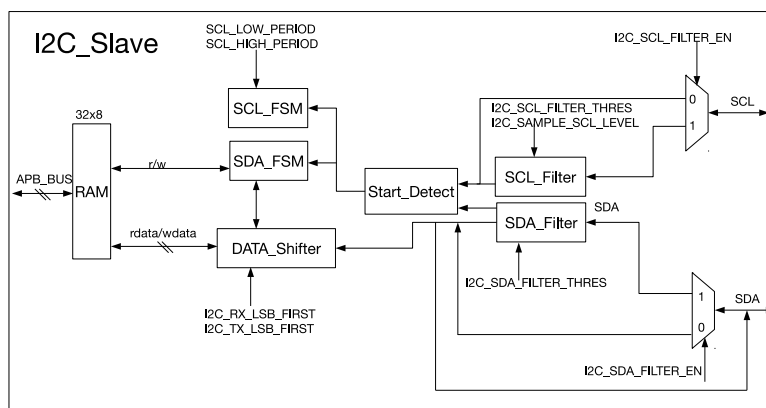 I2C_Slave
SCL_LOW_PERIOD
SCL_HIGH_PERIOD
I2C_SCL_FILTER_EN
32x8
SCL_FSM
0
1
SCL
I2C_SCL_FILTER_THRES
I2C_SAMPLE_SCL_LEVEL
APB_BUS
RAM
r/w
SDA_FSM
Start_Detect
SCL_Filter
SDA
SDA_Filter
rdata/wdata
DATA_Shifter
I2C_SDA_FILTER_THRES
I2C_RX_LSB_FIRST
I2C_TX_LSB_FIRST
1
0
SDA
I2C_SDA_FILTER_EN